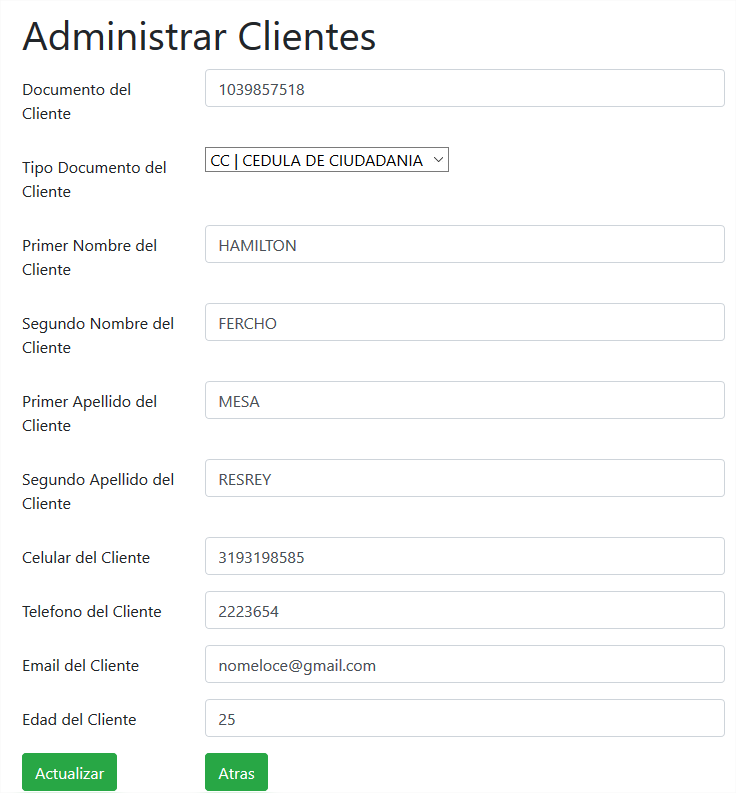 Administrar Clientes
Documento del
Cliente
1039857518
Tipo Documento del
Cliente
CC | CEDULA DE CIUDADANIA
Primer Nombre del
Cliente
HAMILTON
Segundo Nombre del
Cliente
FERCHO
Primer Apellido del
Cliente
MESA
Segundo Apellido del
Cliente
RESREY
Celular del Cliente
3193198585
Telefono del Cliente
2223654
Email del Cliente
nomeloce@gmail.com
Edad del Cliente
25
Actualizar
Atras